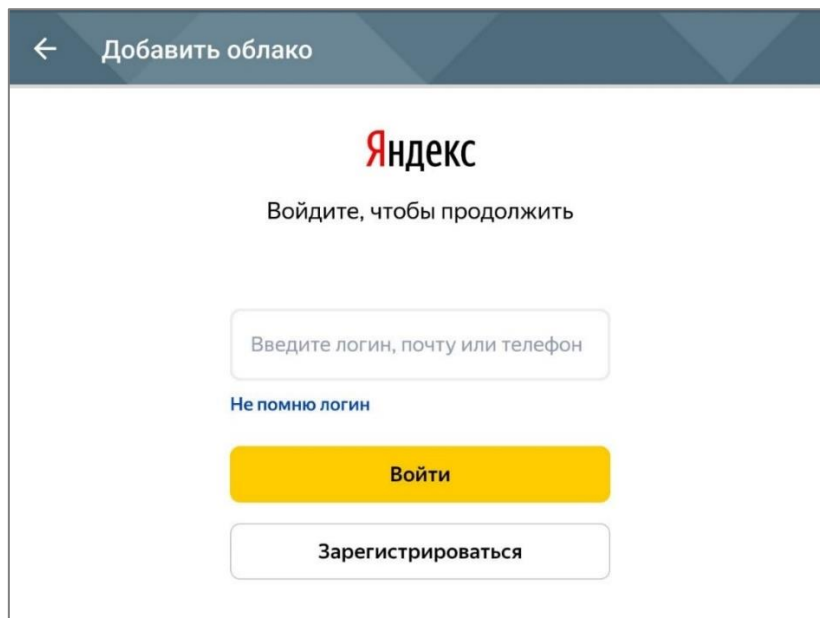 Добавить облако
Яндекс
Войдите, чтобы продолжить
Введите логин, почту или телефон
Не помню логин
Войти
Зарегистрироваться